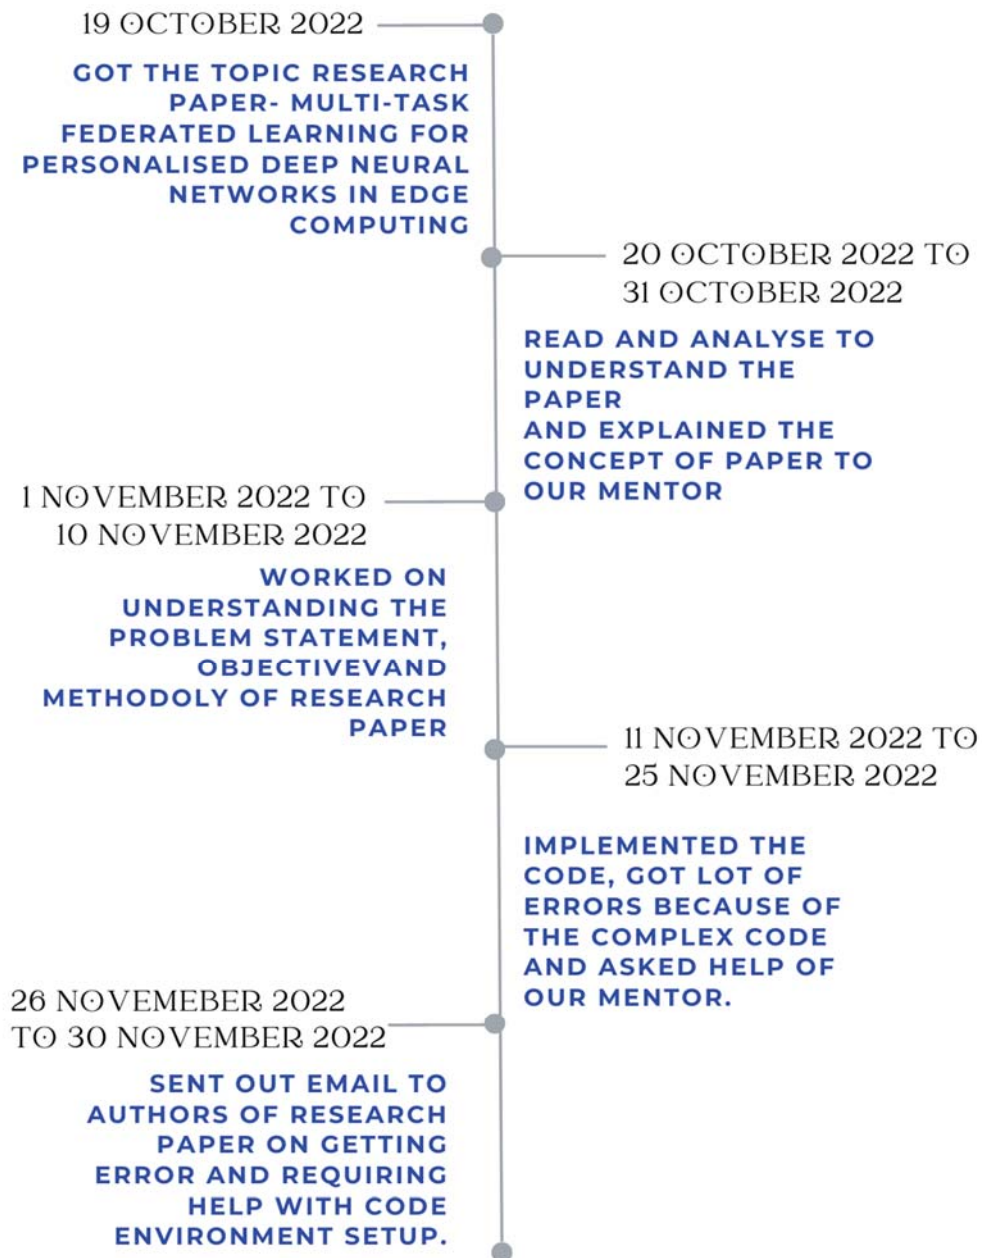 19 OCTOBER 2022
GOT THE TOPIC RESEARCH
PAPER- MULTI-TASK
FEDERATED LEARNING FOR
PERSONALISED DEEP NEURAL
NETWORKS IN EDGE
COMPUTING
20 OCTOBER 2022 TO
31 OCTOBER 2022
READ AND ANALYSE TO
UNDERSTAND THE
PAPER
AND EXPLAINED THE
CONCEPT OF PAPER TO
OUR MENTOR
1 NOVEMBER 2022 TO
10 NOVEMBER 2022
WORKED ON
UNDERSTANDING THE
PROBLEM STATEMENT,
OBJECTIVEVAND
METHODOLY OF RESEARCH
PAPER
11 NOVEMBER 2022 TO
25 NOVEMBER 2022
IMPLEMENTED THE
CODE, GOT LOT OF
ERRORS BECAUSE OF
THE COMPLEX CODE
AND ASKED HELP OF
OUR MENTOR.
26 NOVEMEBER 2022
TO 30 NOVEMBER 2022
SENT OUT EMAIL TO
AUTHORS OF RESEARCH
PAPER ON GETTING
ERROR AND REQUIRING
HELP WITH CODE
ENVIRONMENT SETUP.